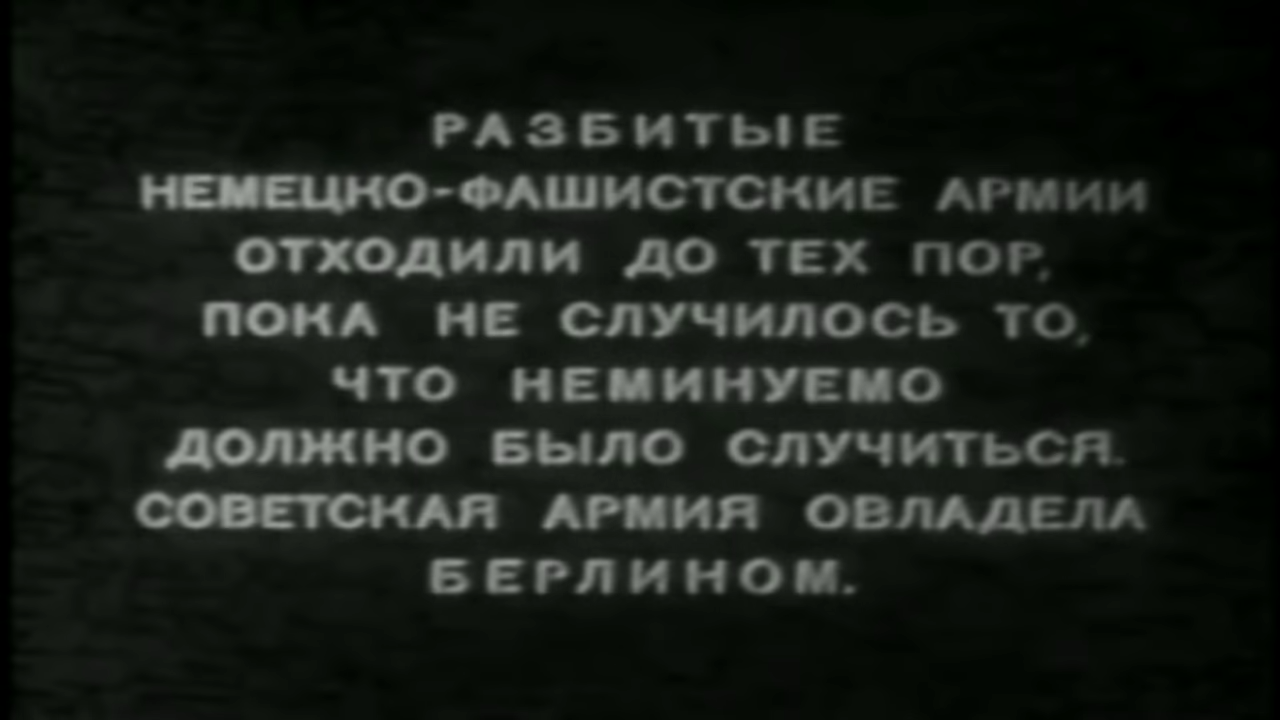 РАЗБИТЫЕ
НЕМЕЦКО-ФАШИСТСКИЕ АРМИИ
ОТХОДИЛИ ДО ТЕХ ПОР,
ПОКА НЕ СЛУЧИЛОСЬ ТО,
ЧТО НЕМИНУЕМО
ДОЛЖНО БЫЛО СЛУЧИТЬСЯ.
СОВЕТСКАЯ АРМИЯ ОВЛАДЕЛА
БЕРЛИНОМ.